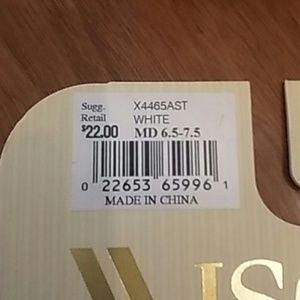 Sugg. X4465AST
Retail WHITE
$22.00 MD 6.5-7.5
0 22653 65996 1
MADE IN CHINA